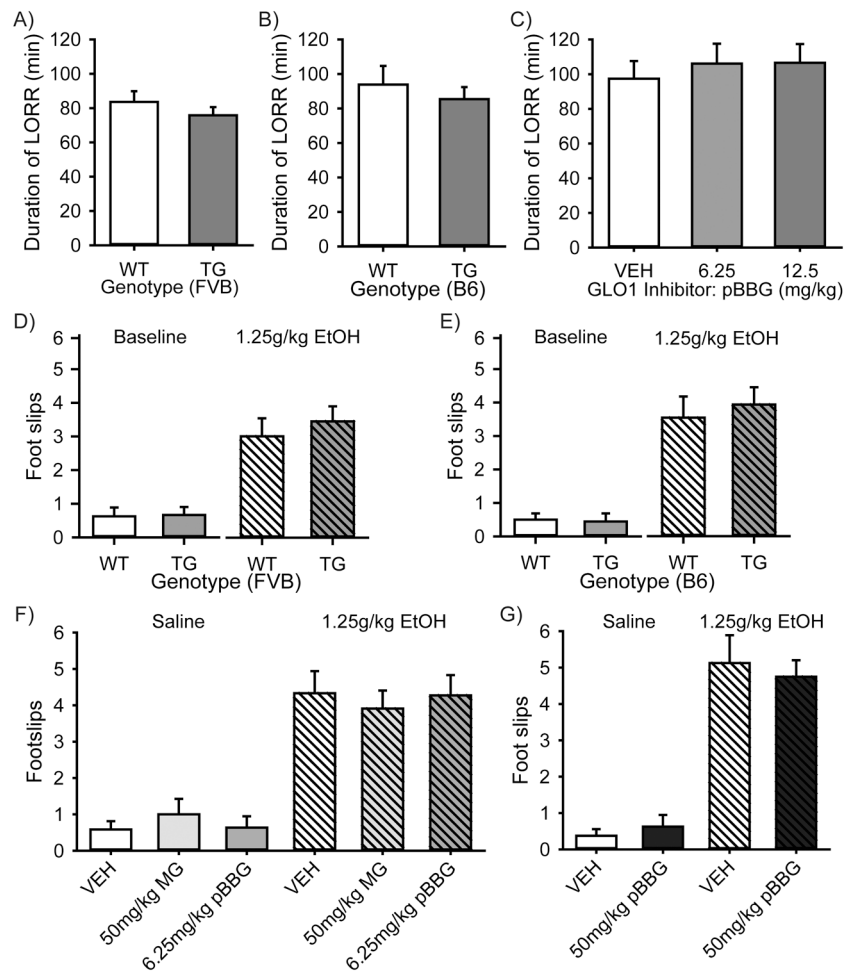 A)
Duration of LORR (min)
120
100
80
60
40
20
0
WT TG
Genotype (FVB)
B)
Duration of LORR (min)
120
100
80
60
40
20
0
WT TG
Genotype (B6)
C)
Duration of LORR (min)
120
100
80
60
40
20
0
VEH 6.25 12.5
GLO1 Inhibitor: pBBG (mg/kg)
D)
Baseline 1.25g/kg EtOH
Foot slips
6
5
4
3
2
1
0
WT TG WT TG
Genotype (FVB)
E)
Baseline 1.25g/kg EtOH
Foot slips
6
5
4
3
2
1
0
WT TG WT TG
Genotype (B6)
F)
Saline 1.25g/kg EtOH
Footslips
6
5
4
3
2
1
0
VEH
50mg/kg MG
6.25mg/kg pBBG
VEH
50mg/kg MG
6.25mg/kg pBBG
G)
Saline 1.25g/kg EtOH
Foot slips
6
5
4
3
2
1
0
VEH
50mg/kg pBBG
VEH
50mg/kg pBBG